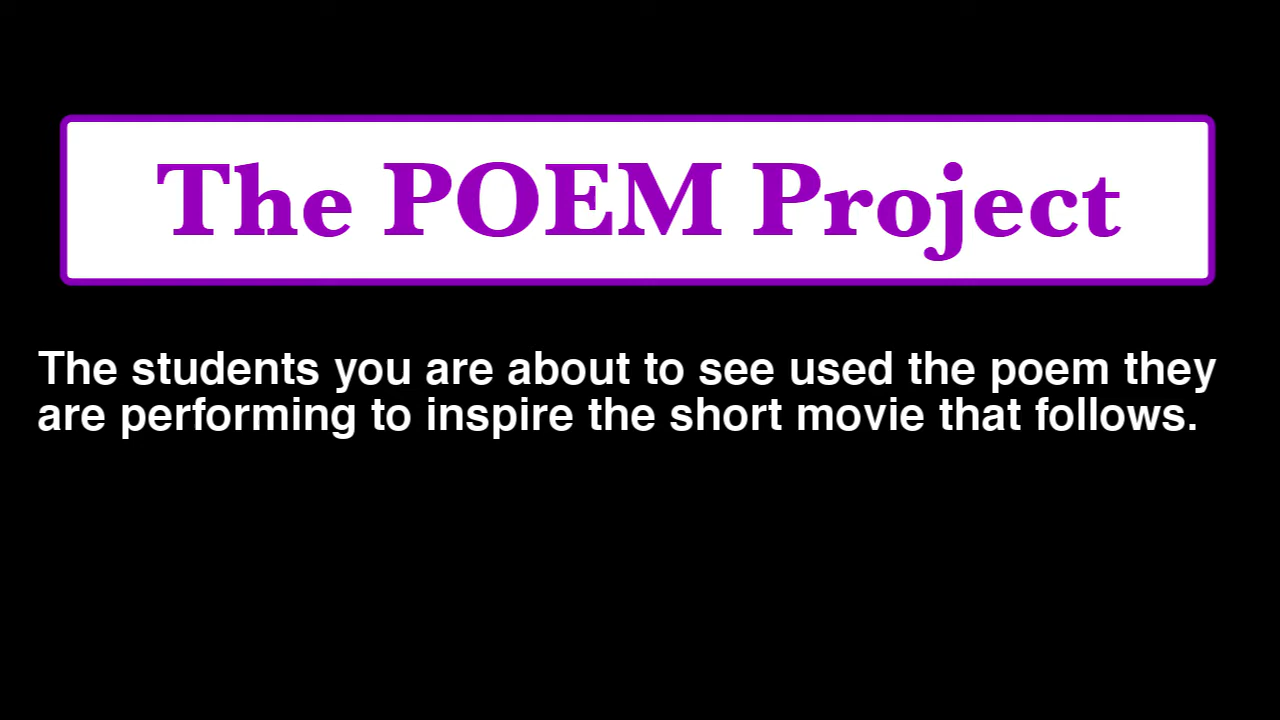 The POEM Project
The students you are about to see used the poem they
are performing to inspire the short movie that follows.